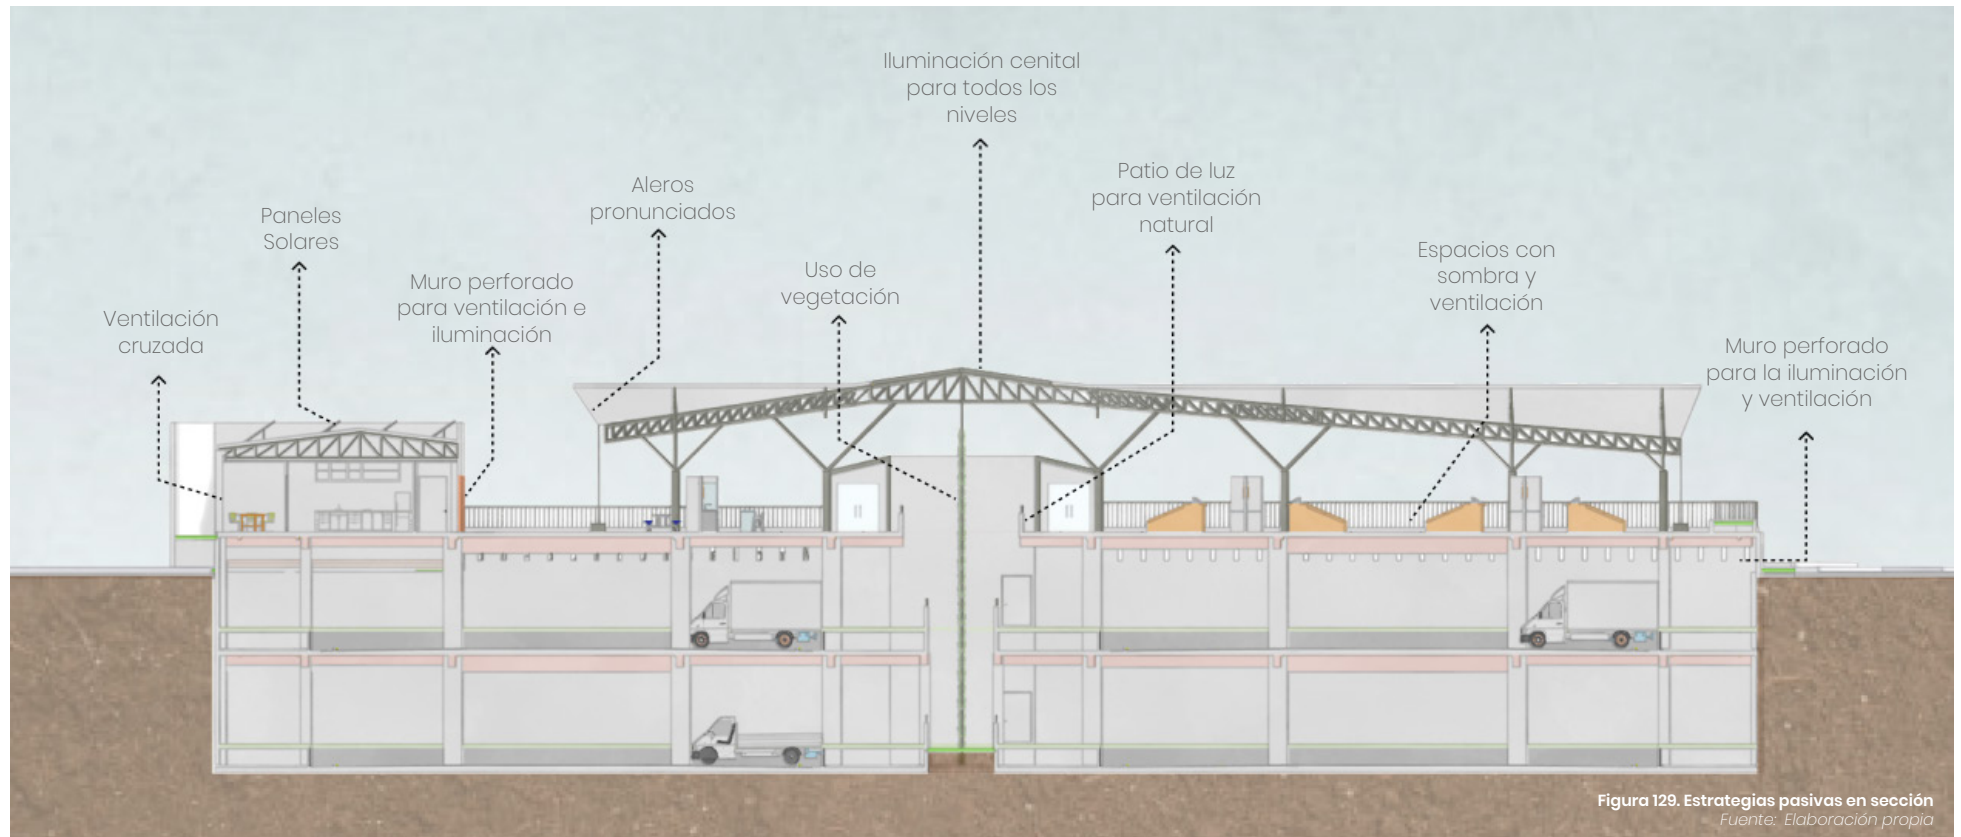 Iluminación cenital
para todos los
niveles
Patio de luz
para ventilación
natural
Aleros
pronunciados
Paneles
Solares
Espacios con
sombra y
ventilación
Uso de
vegetación
Muro perforado
para ventilación e
iluminación
Ventilación
cruzada
Muro perforado
para la iluminación
y ventilación
Figura 129. Estrategias pasivas en sección
Fuente: Elaboración propia